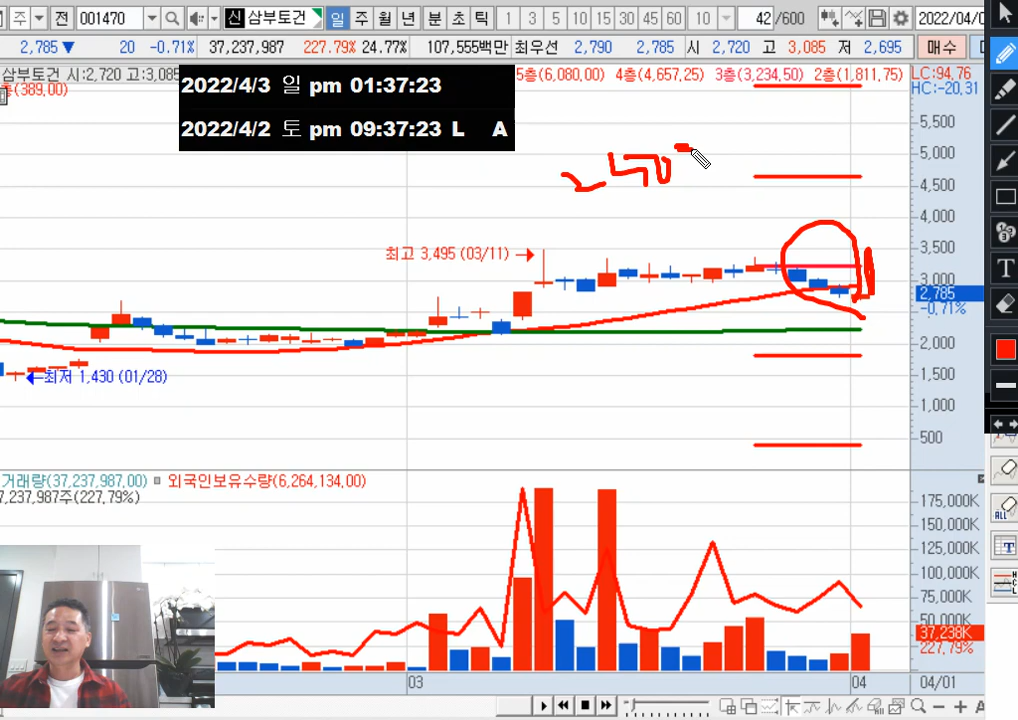 주 전 001470 신 삼부토건 일 주 월 년 분 초 틱 1 3 5 10 15 30 45 60 10 42 /600 2022/04/0
2,785 ▼ 20 -0.71% 37,237,987 227.79% 24.77% 107,555백만 최우선 2,790 2,785 시 2,720 고 3,085 저 2,695 매수
삼부토건 시:2,720 고:3,085
5층(6,080,00) 4층(4,657,25) 3층(3,234,50) 2층(1,811,75)
LC:94.76
(389,00)
HC:-20.31
2022/4/3 일 pm 01:37:23
2022/4/2 토 pm 09:37:23 L A
5,500
5,000
4,500
4,000
3,500
3,000
2,785
-0.71%
2,000
1,500
1,000
500
최고 3,495 (03/11)
최저 1,430 (01/28)
거래량(37,237,987,00) 외국인보유수량(6,264,134,00)
7,237,987주(227.79%)
175,000K
150,000K
125,000K
100,000K
75,000K
50,000K
37,238K
227.79%
03
04
04/01
T
ALL
T
H
C
L
A